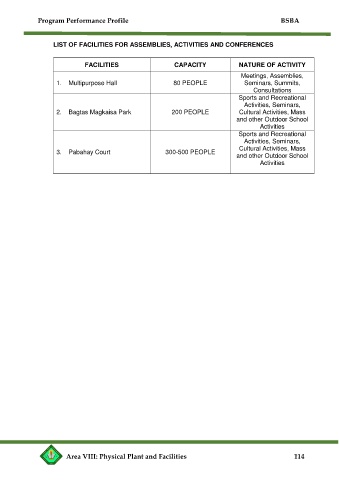 Program Performance Profile BSBA
LIST OF FACILITIES FOR ASSEMBLIES, ACTIVITIES AND CONFERENCES
FACILITIES CAPACITY NATURE OF ACTIVITY
1. Multipurpose Hall 80 PEOPLE Meetings, Assemblies,
Seminars, Summits,
Consultations
2. Bagtas Magkaisa Park 200 PEOPLE Sports and Recreational
Activities, Seminars,
Cultural Activities, Mass
and other Outdoor School
Activities
3. Pabahay Court 300-500 PEOPLE Sports and Recreational
Activities, Seminars,
Cultural Activities, Mass
and other Outdoor School
Activities
Area VIII: Physical Plant and Facilities 114